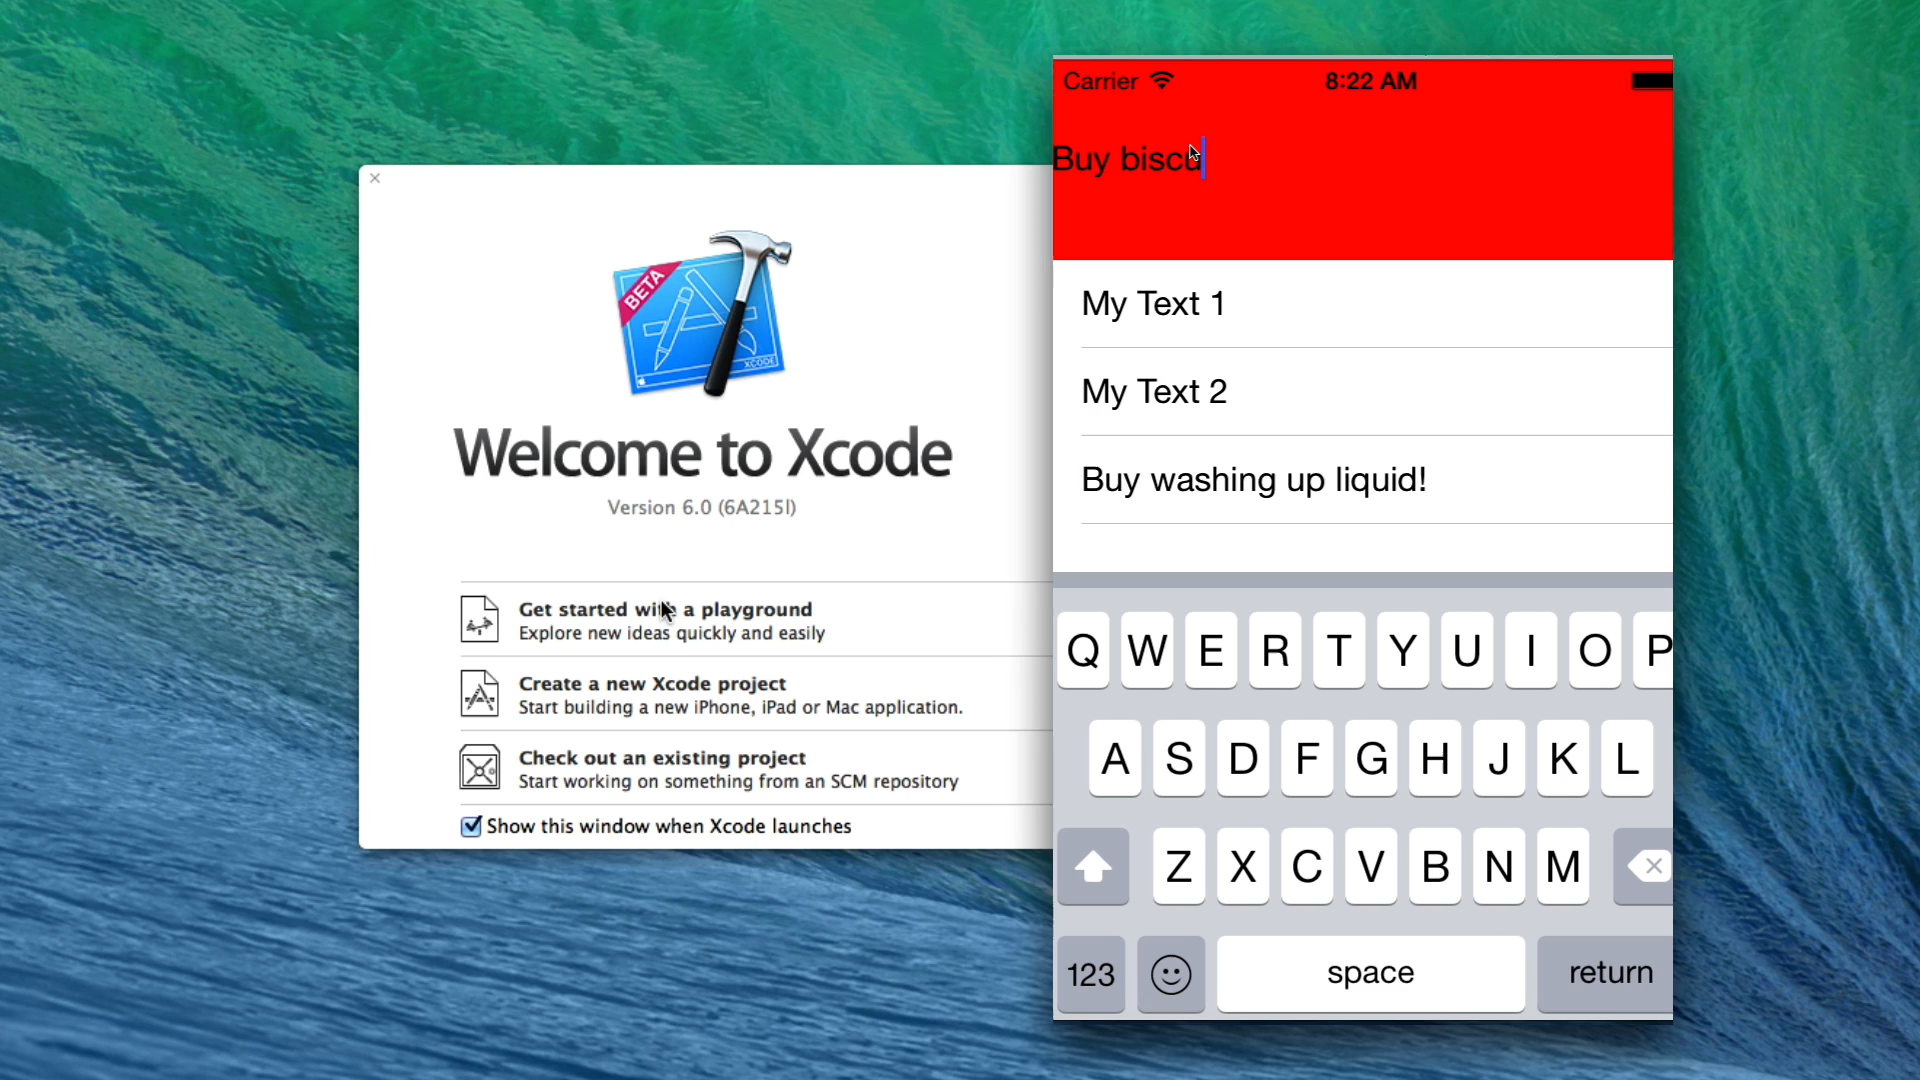 BETA
XCODE
Welcome to Xcode
Version 6.0 (6A215l)
Get started with a playground
Explore new ideas quickly and easily
Create a new Xcode project
Start building a new iPhone, iPad or Mac application.
Check out an existing project
Start working on something from an SCM repository
Show this window when Xcode launches
Carrier 8:22 AM
Buy biscu
My Text 1
My Text 2
Buy washing up liquid!
Q W E R T Y U I O P
A S D F G H J K L
Z X C V B N M
123 space return